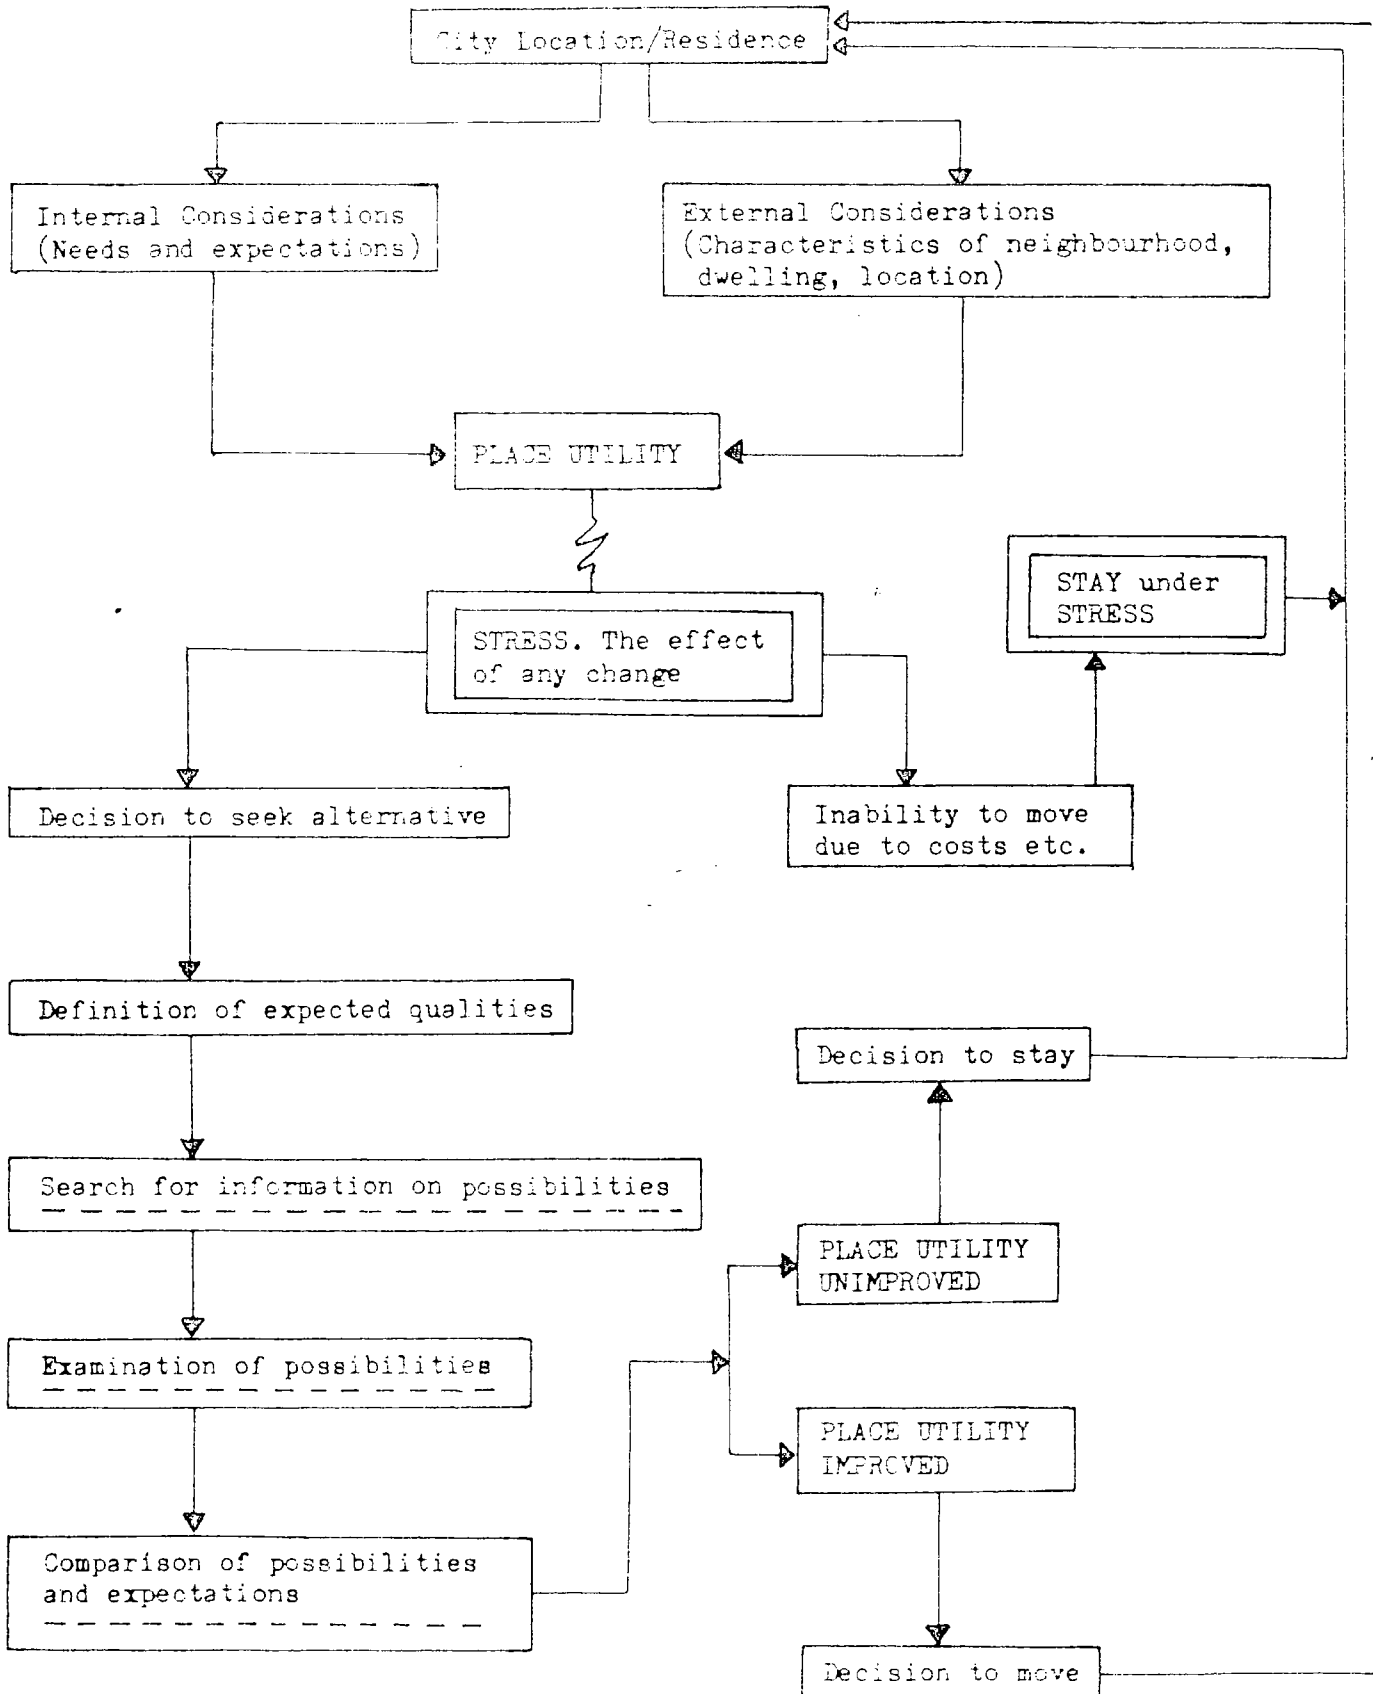 City Location/Residence
Internal Considerations
(Needs and expectations)
External Considerations
(Characteristics of neighbourhood,
dwelling, location)
PLACE UTILITY
STRESS. The effect
of any change
STAY under
STRESS
Decision to seek alternative
Inability to move
due to costs etc.
Definition of expected qualities
Decision to stay
Search for information on possibilities
PLACE UTILITY
UNIMPROVED
Examination of possibilities
PLACE UTILITY
IMPROVED
Comparison of possibilities
and expectations
Decision to move